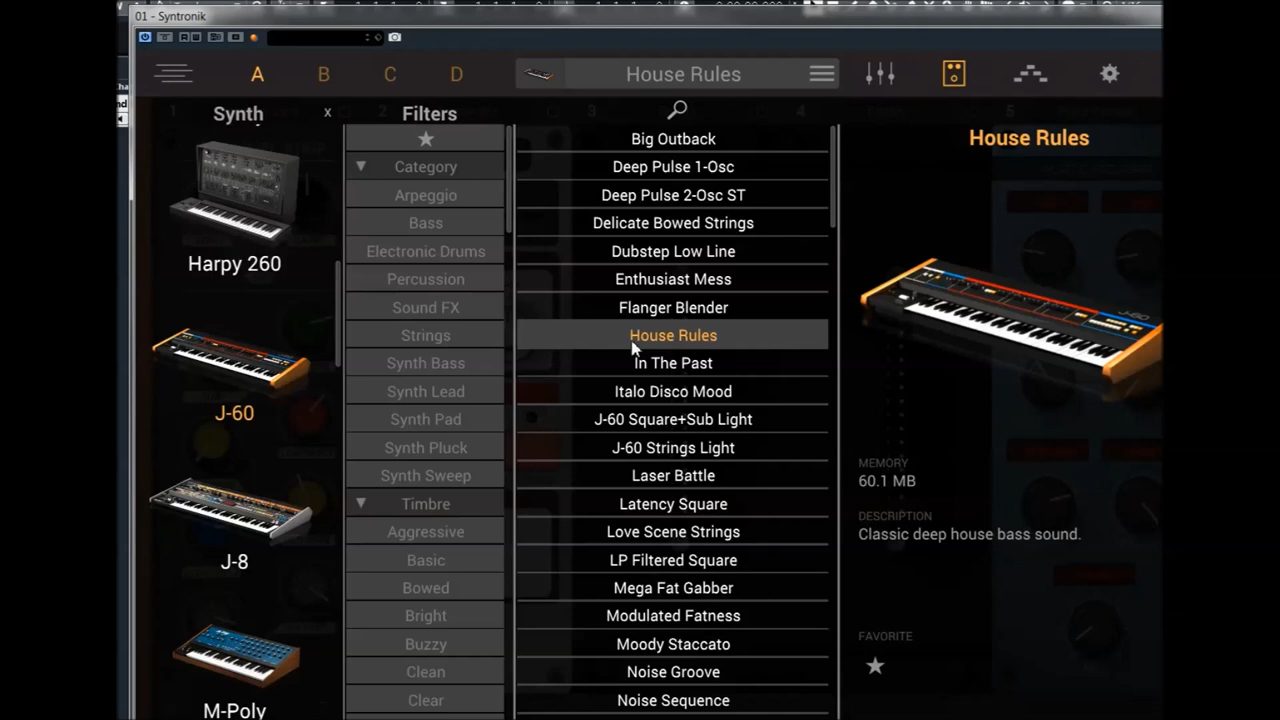 01 - Syntronik
A B C D House Rules
Synth x Filters
Harpy 260
J-60
J-8
M-Poly
Category
Arpeggio
Bass
Electronic Drums
Percussion
Sound FX
Strings
Synth Bass
Synth Lead
Synth Pad
Synth Pluck
Synth Sweep
Timbre
Aggressive
Basic
Bowed
Bright
Buzzy
Clean
Clear
Big Outback
Deep Pulse 1-Osc
Deep Pulse 2-Osc ST
Delicate Bowed Strings
Dubstep Low Line
Enthusiast Mess
Flanger Blender
House Rules
In The Past
Italo Disco Mood
J-60 Square+Sub Light
J-60 Strings Light
Laser Battle
Latency Square
Love Scene Strings
LP Filtered Square
Mega Fat Gabber
Modulated Fatness
Moody Staccato
Noise Groove
Noise Sequence
House Rules
J-60
MEMORY
60.1 MB
DESCRIPTION
Classic deep house bass sound.
FAVORITE